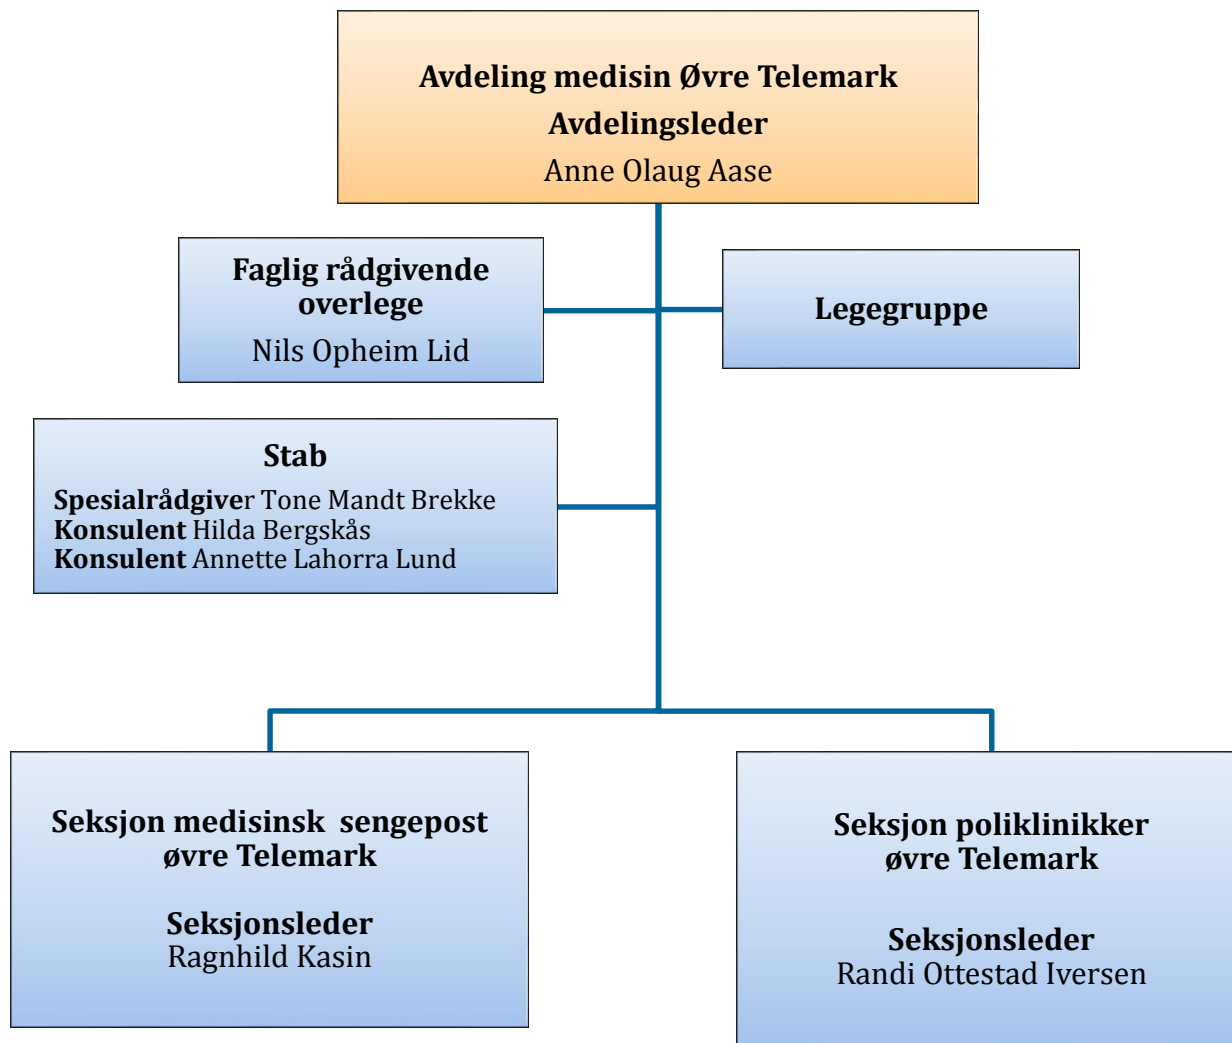 Avdeling medisin Øvre Telemark
Avdelingsleder
Anne Olaug Aase
Faglig rådgivende
overlege
Nils Opheim Lid
Legegruppe
Stab
Spesialrådgiver Tone Mandt Brekke
Konsulent Hilda Bergskås
Konsulent Annette Lahorra Lund
Seksjon medisinsk sengepost
øvre Telemark
Seksjonsleder
Ragnhild Kasin
Seksjon poliklinikker
øvre Telemark
Seksjonsleder
Randi Ottestad Iversen